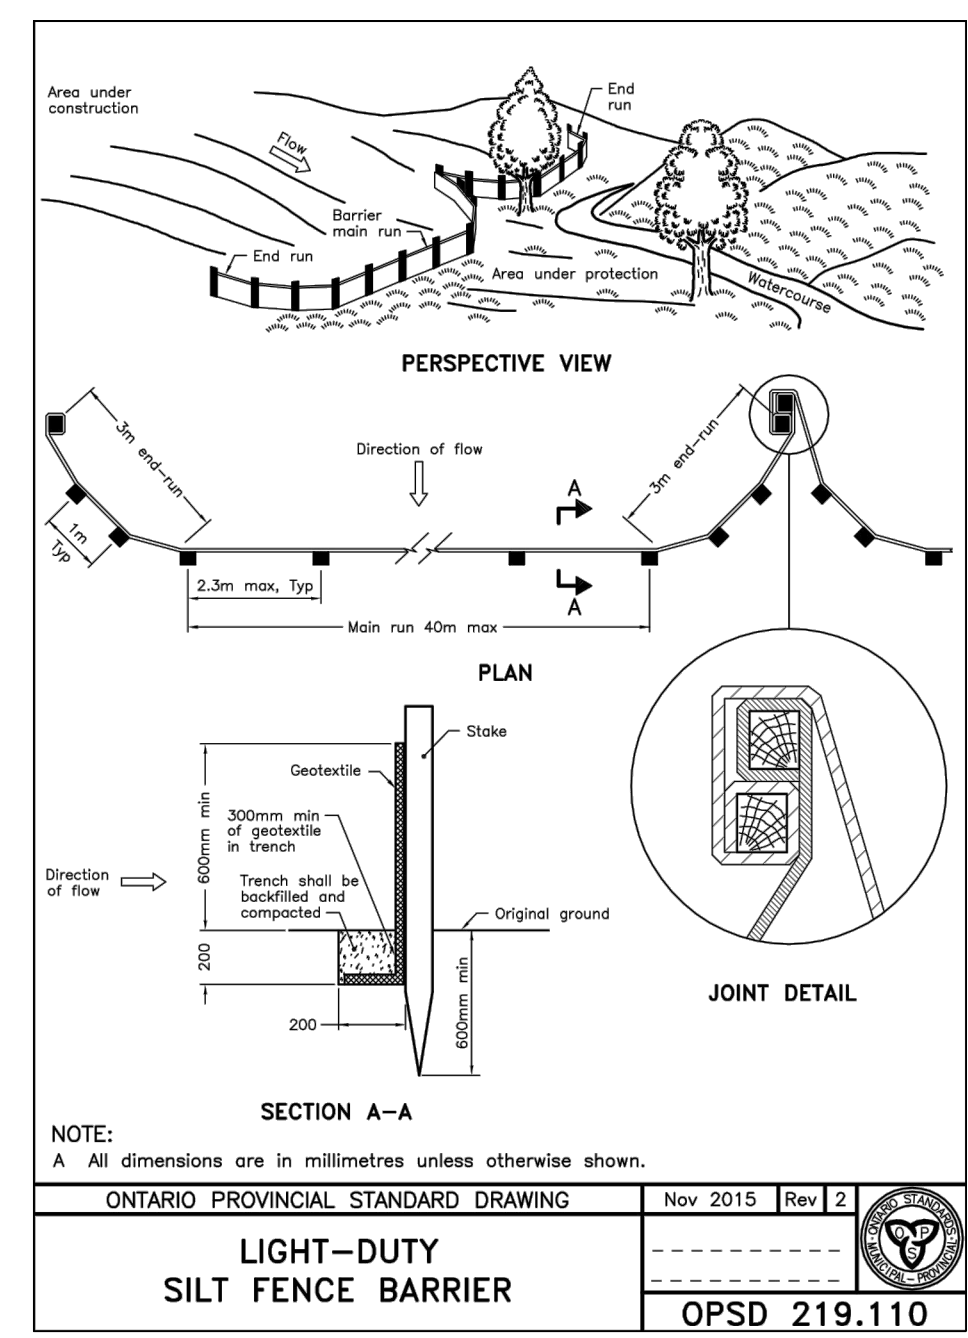 Area under
construction
Flow
End
run
Barrier
main run
End run
Area under protection
Watercourse
PERSPECTIVE VIEW
3m end-run
Direction of flow
3m end-run
A
1m
Typ
2.3m max, Typ
A
Main run 40m max
PLAN
Stake
Geotextile
600mm min
300mm min
of geotextile
in trench
Direction
of flow
Trench shall be
backfilled and
compacted
Original ground
200
600mm min
200
JOINT DETAIL
SECTION A-A
NOTE:
A All dimensions are in millimetres unless otherwise shown.
ONTARIO PROVINCIAL STANDARD DRAWING
Nov 2015
Rev
2
LIGHT-DUTY
SILT FENCE BARRIER
ONTARIO STANDARDS
MUNICIPAL-PROVINCIAL
O P
S
OPSD 219.110